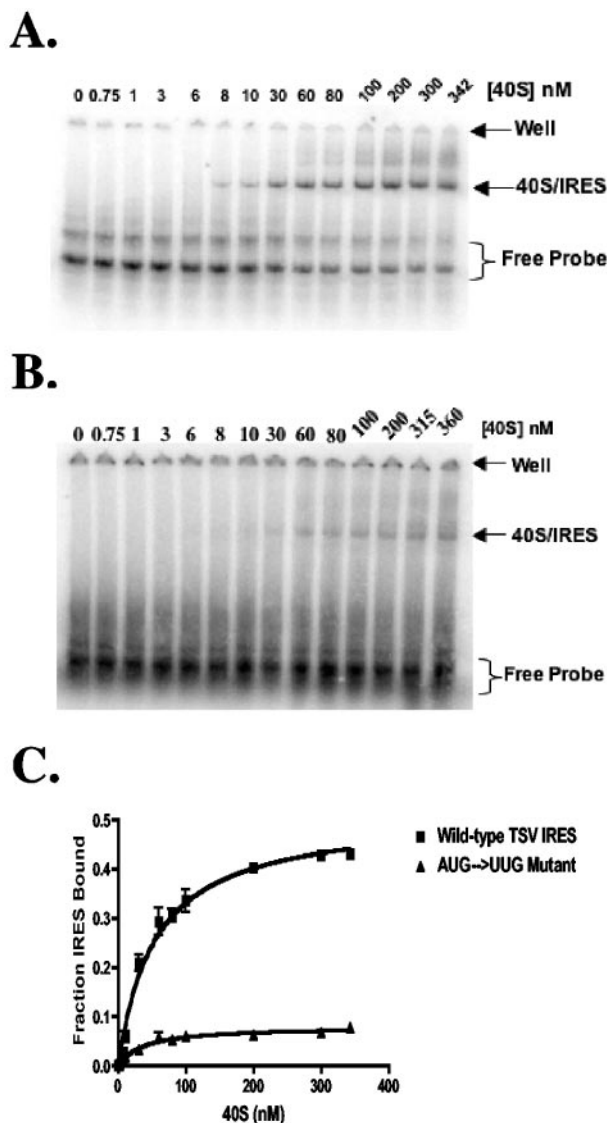 A.
0 0.75 1 3 6 8 10 30 60 80 100 200 300 342 [40S] nM
Well
40S/IRES
Free Probe
B.
0 0.75 1 3 6 8 10 30 60 80 100 200 315 360 [40S] nM
Well
40S/IRES
Free Probe
C.
Fraction IRES Bound
0.5
0.4
0.3
0.2
0.1
0.0
0 100 200 300 400
40S (nM)
Wild-type TSV IRES
AUG-->UUG Mutant